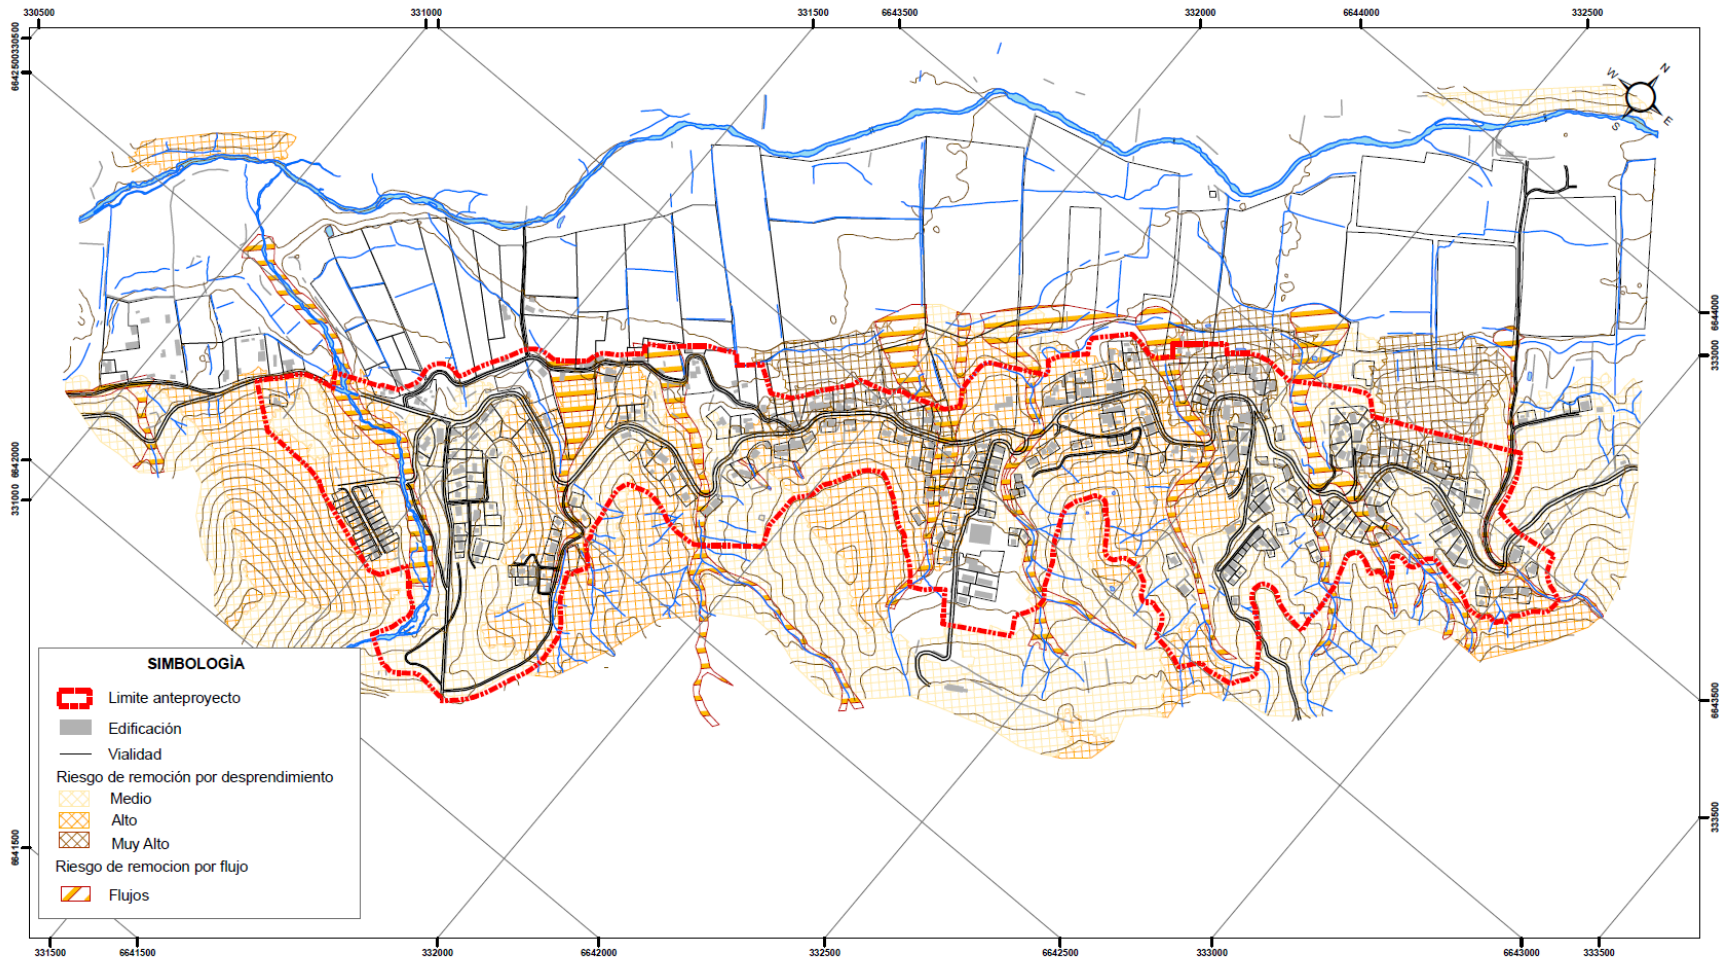 330500
331000
331500
6643500
332000
6644000
332500
330500
6642500
W
N
S
E
6644000
333000
6642000
331000
6643500
333500
6641500
SIMBOLOGÌA
Limite anteproyecto
Edificación
Vialidad
Riesgo de remoción por desprendimiento
Medio
Alto
Muy Alto
Riesgo de remocion por flujo
Flujos
331500
6641500
332000
6642000
332500
6642500
333000
6643000
333500